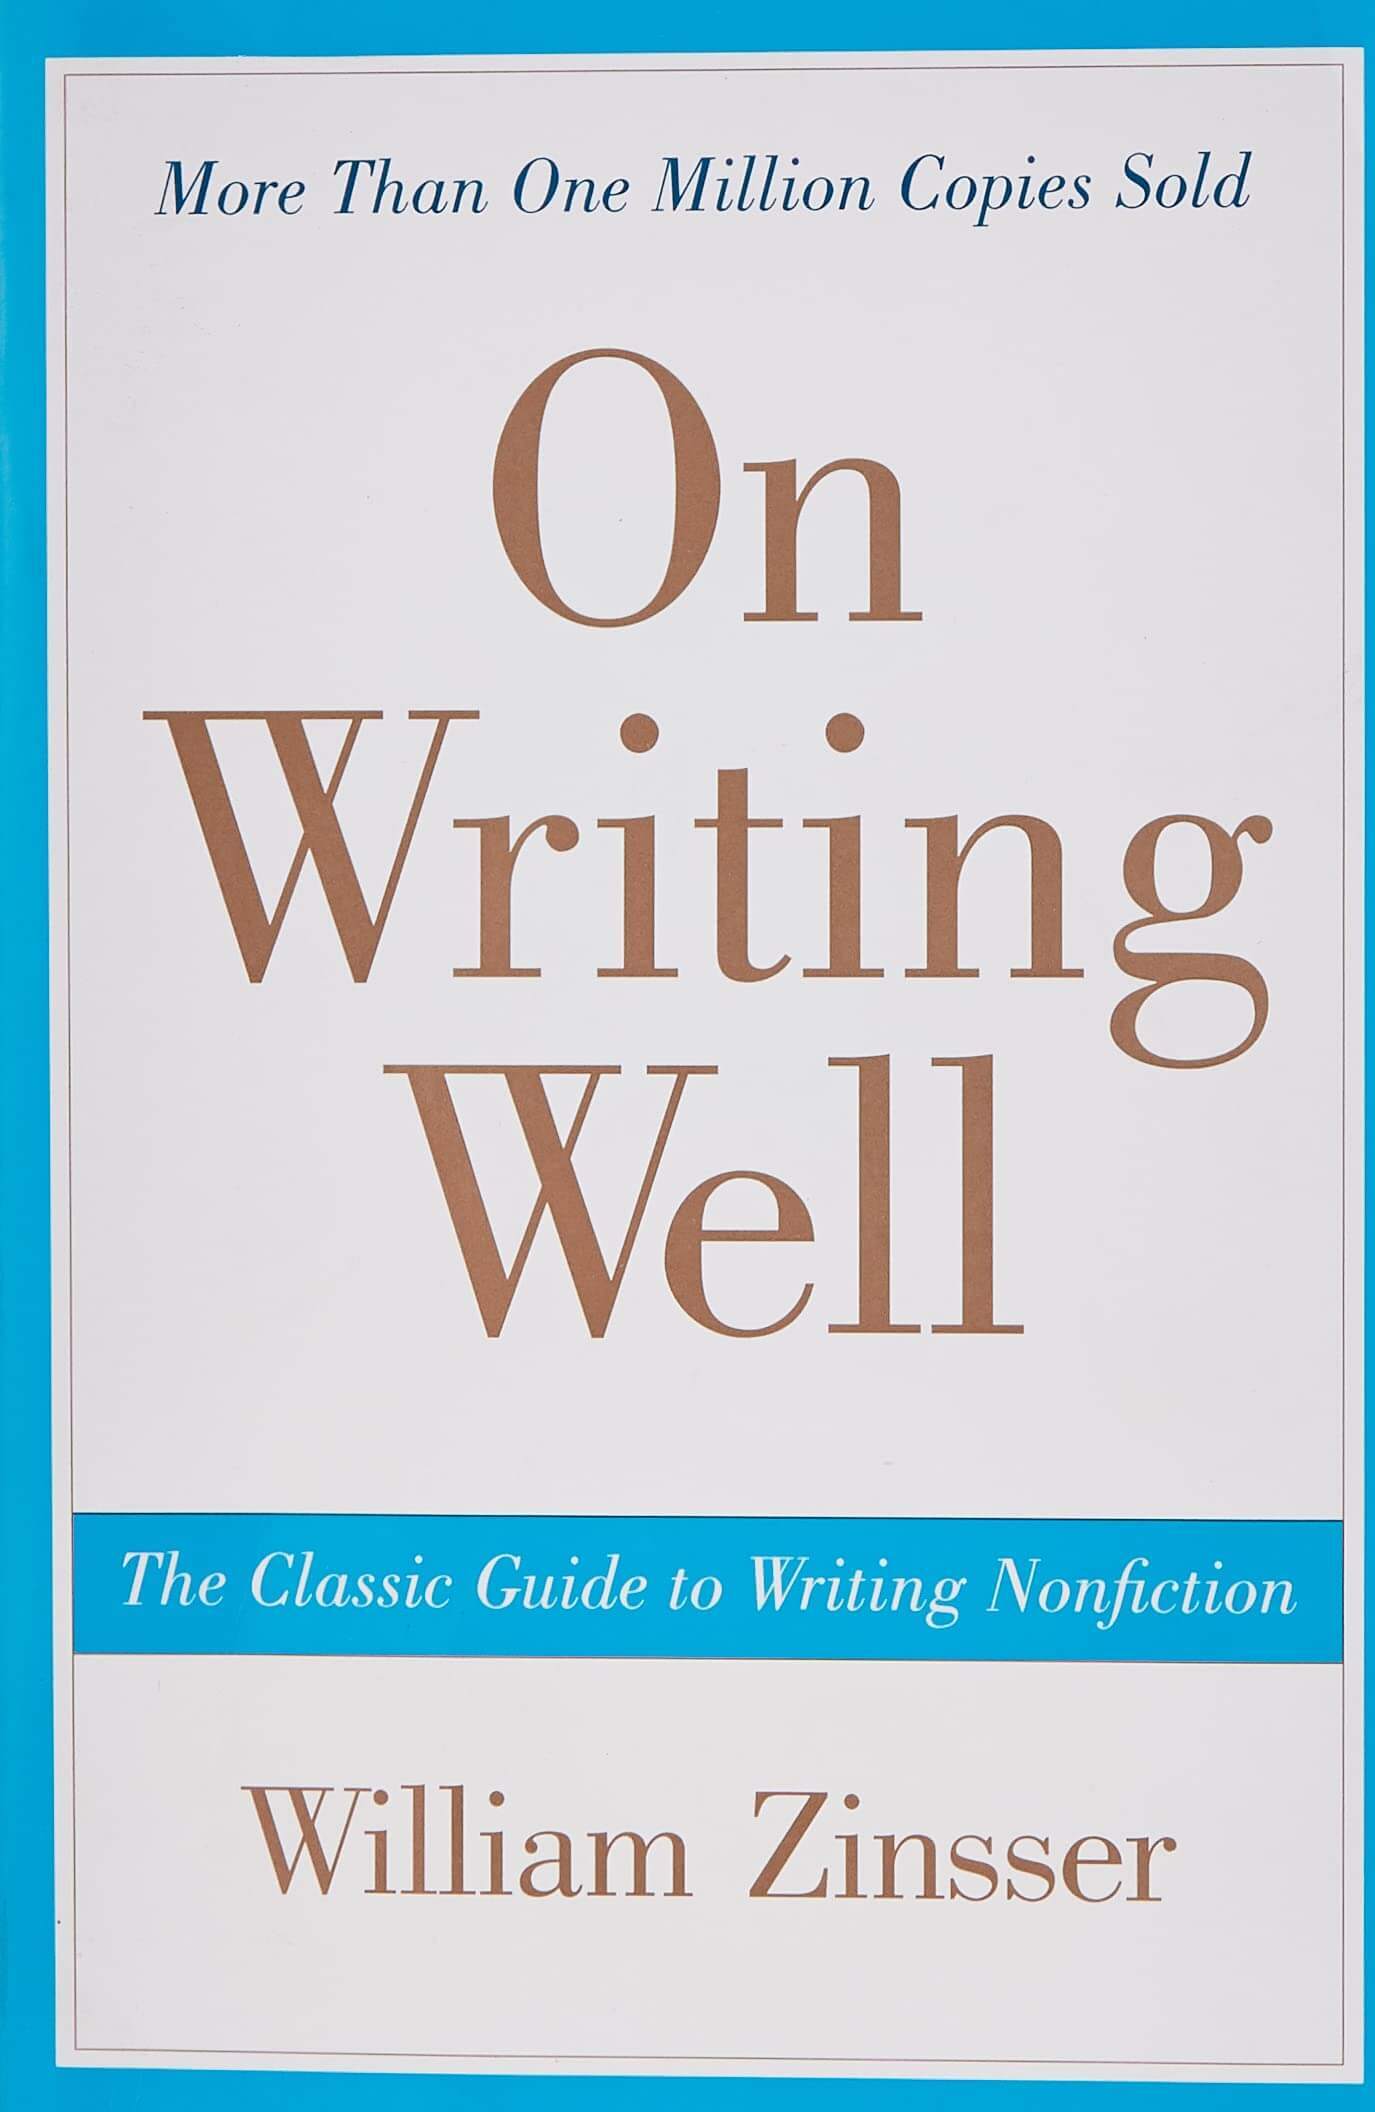 More Than One Million Copies Sold
On
Writing
Well
The Classic Guide to Writing Nonfiction
William Zinsser